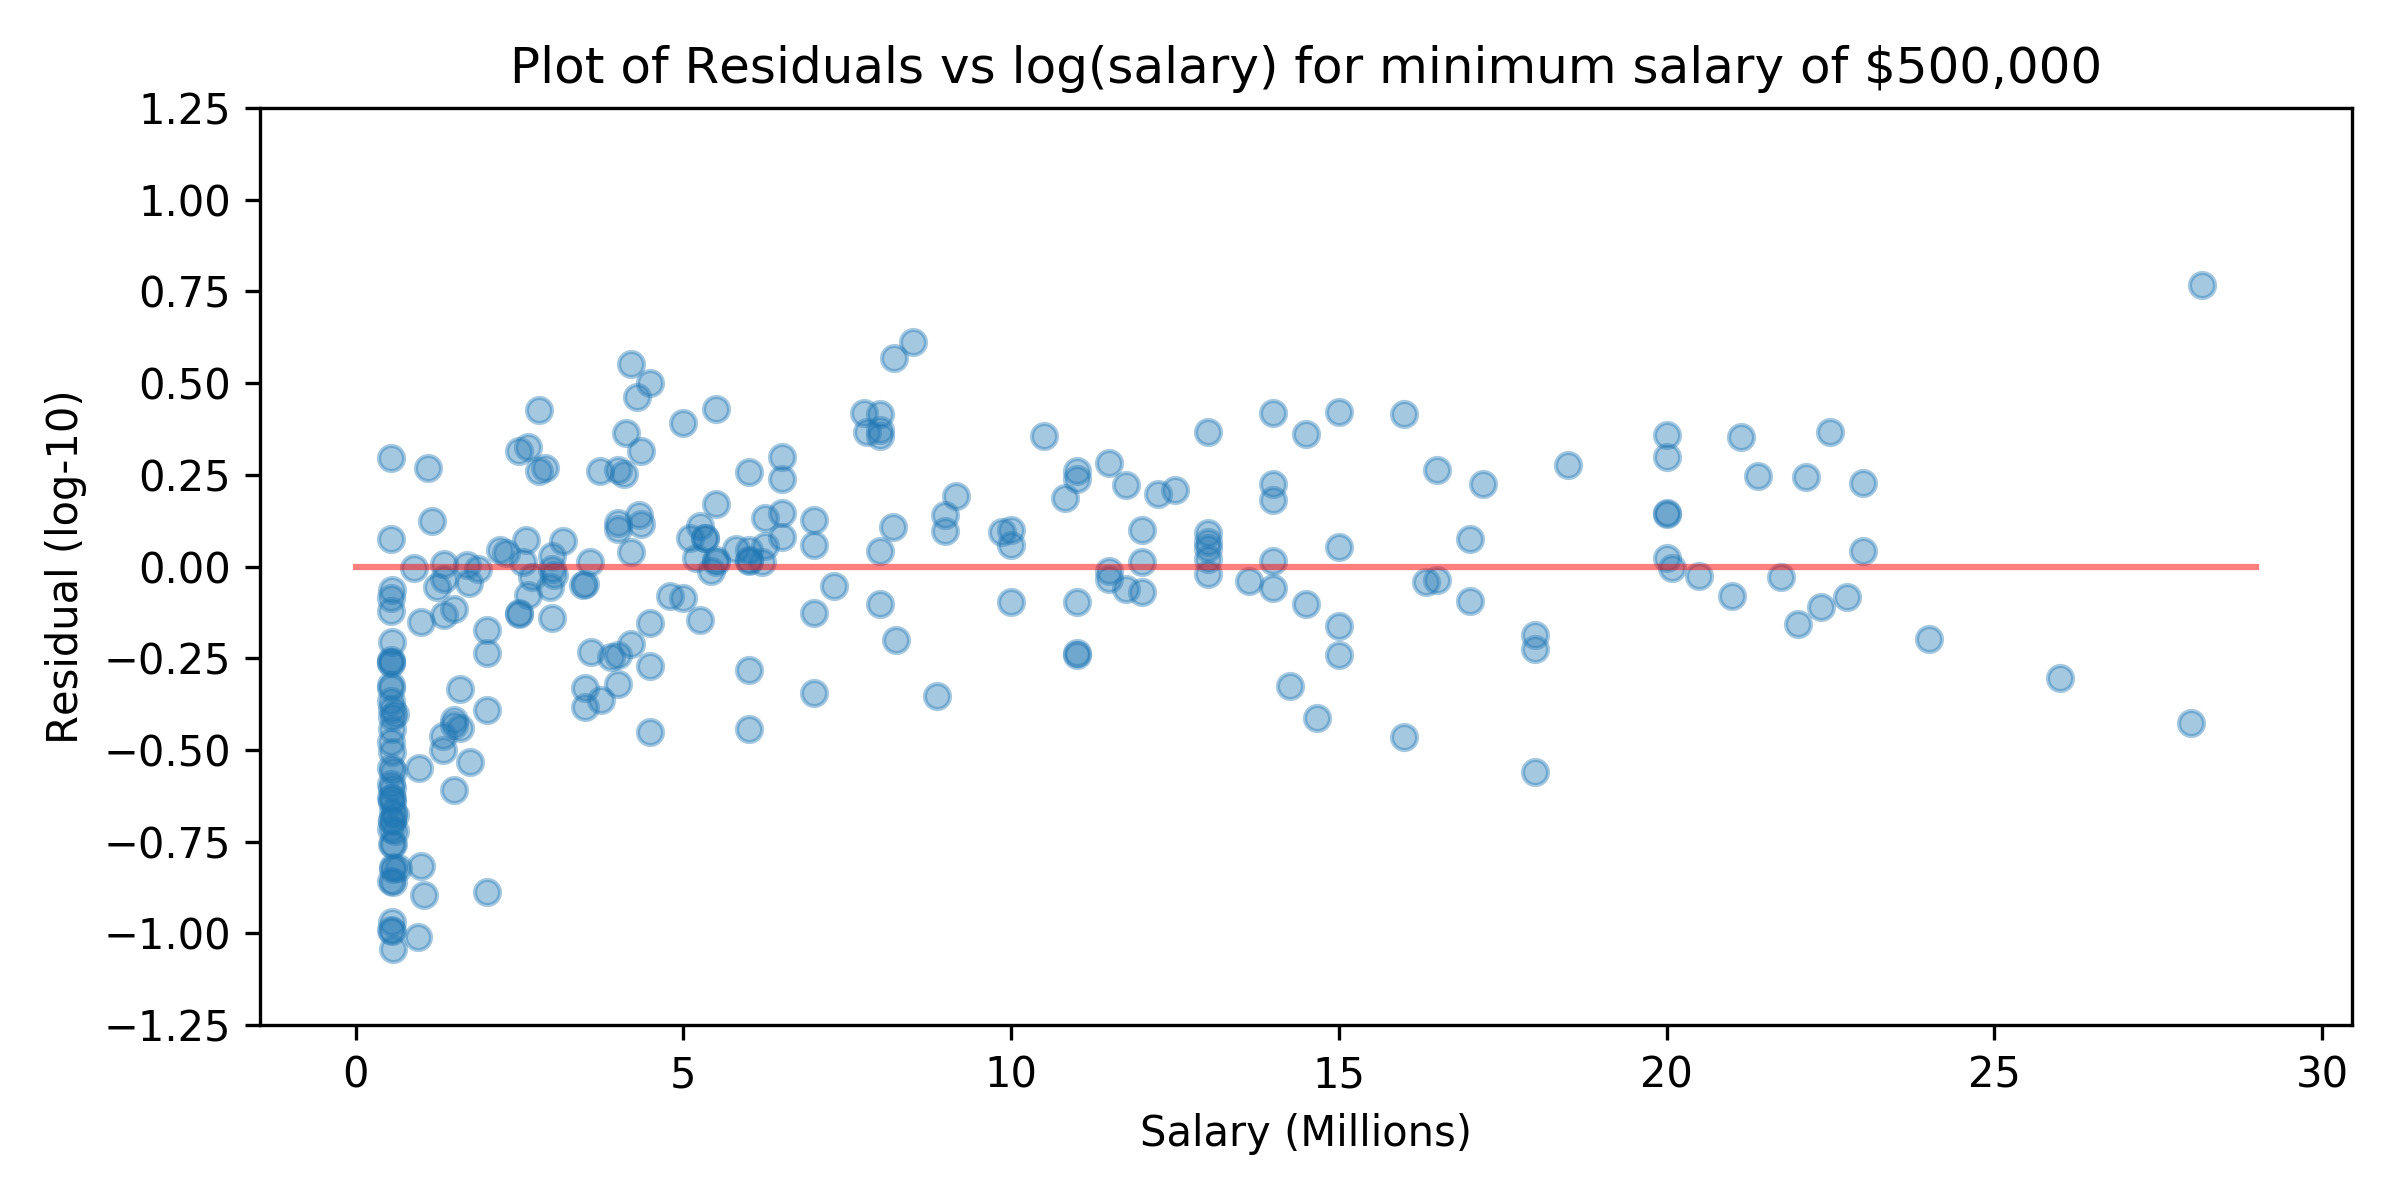 Plot of Residuals vs log(salary) for minimum salary of $500,000
1.25
1.00
0.75
0.50
0.25
0.00
−0.25
−0.50
−0.75
−1.00
−1.25
Residual (log-10)
0 5 10 15 20 25 30
Salary (Millions)